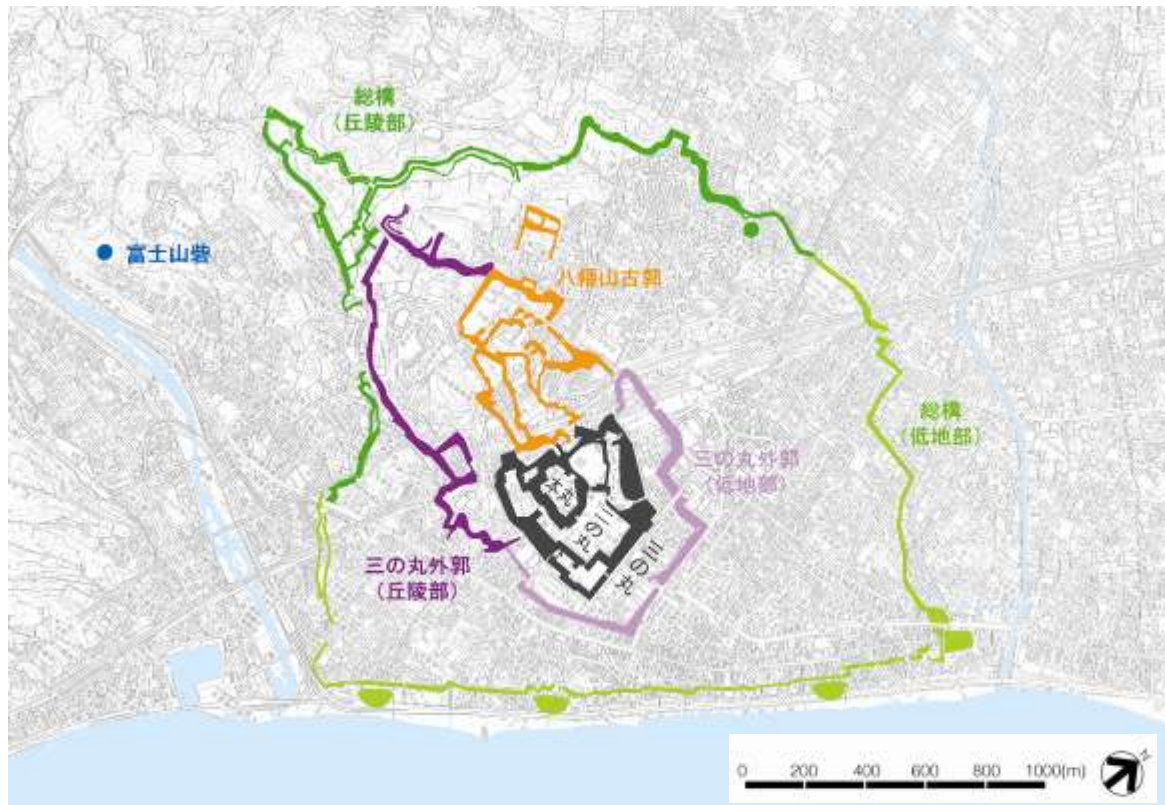 総構
（丘陵部）
富士山砦
八幡山古郭
総構
（低地部）
三の丸外郭
（低地部）
本丸
二の丸
三の丸
三の丸外郭
（丘陵部）
0 200 400 600 800 1000(m)
N